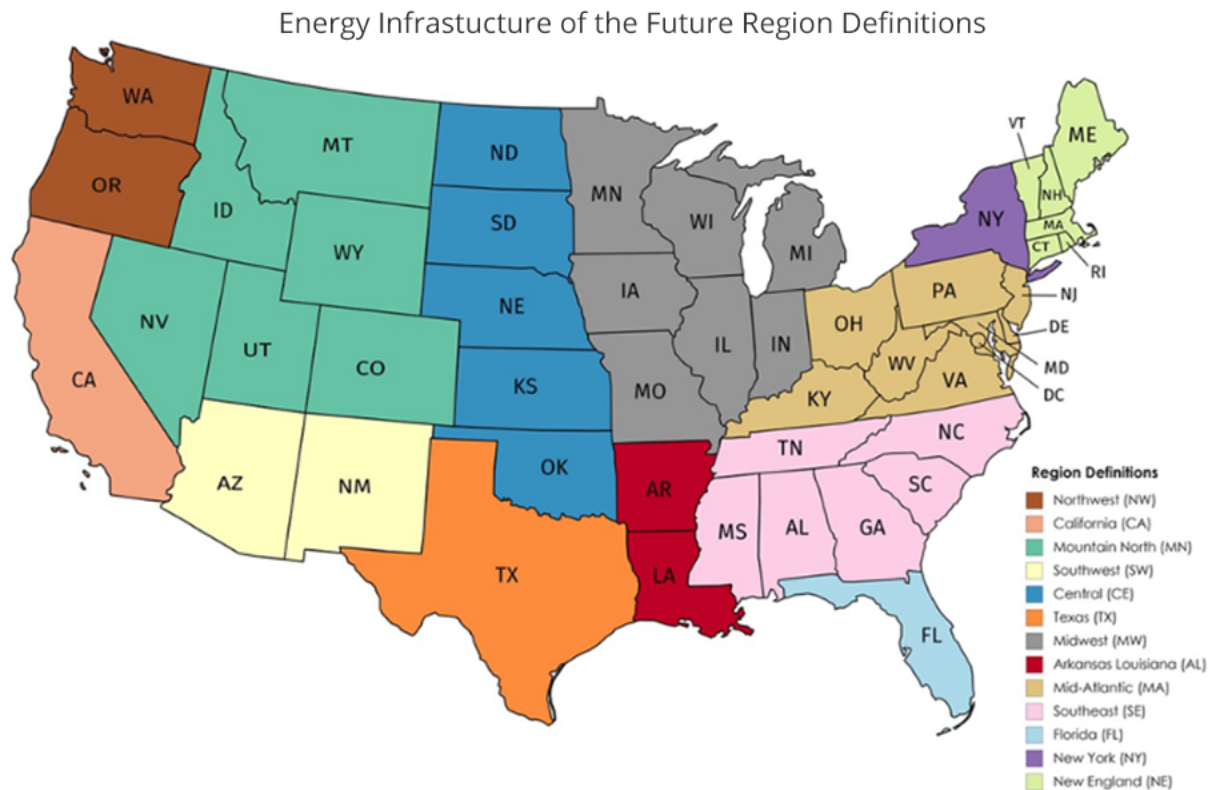 Energy Infrastucture of the Future Region Definitions
WA
OR
CA
ID
MT
WY
NV
UT
CO
AZ
NM
ND
SD
NE
KS
OK
TX
MN
IA
MO
WI
IL
MI
IN
AR
LA
OH
PA
WV
KY
VA
TN
NC
SC
MS
AL
GA
FL
NY
VT
NH
ME
MA
CT
RI
NJ
DE
MD
DC
Region Definitions
Northwest (NW)
California (CA)
Mountain North (MN)
Southwest (SW)
Central (CE)
Texas (TX)
Midwest (MW)
Arkansas Louisiana (AL)
Mid-Atlantic (MA)
Southeast (SE)
Florida (FL)
New York (NY)
New England (NE)